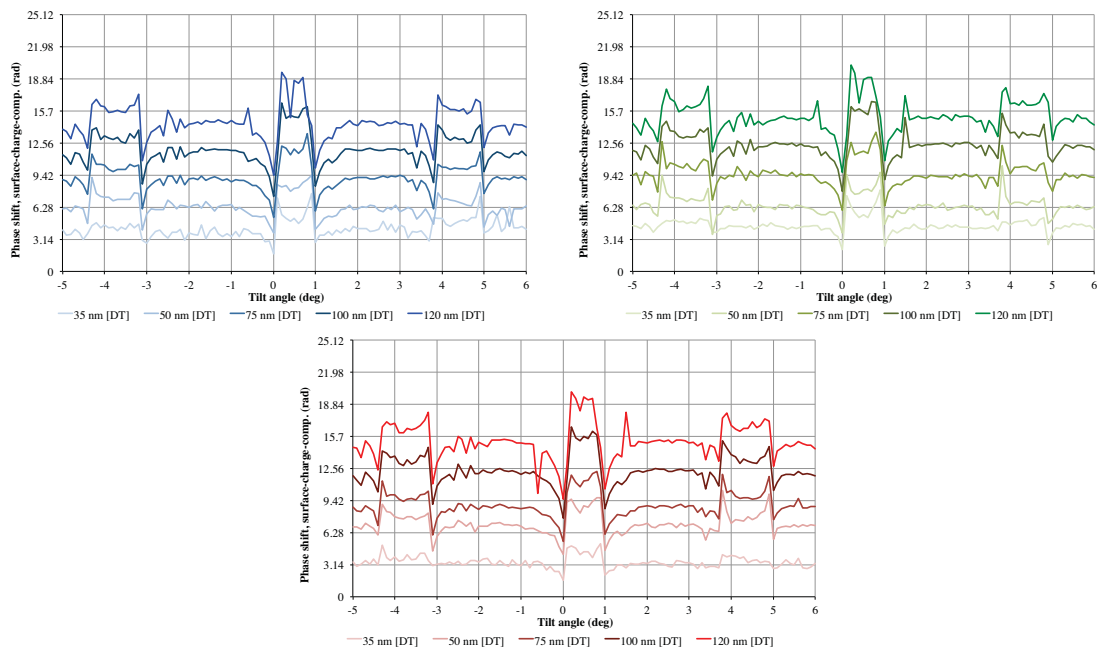 Phase shift, surface-charge-comp. (rad)
25.12
21.98
18.84
15.7
12.56
9.42
6.28
3.14
0
-5 -4 -3 -2 -1 0 1 2 3 4 5 6
Tilt angle (deg)
35 nm [DT] 50 nm [DT] 75 nm [DT] 100 nm [DT] 120 nm [DT]
Phase shift, surface-charge-comp. (rad)
25.12
21.98
18.84
15.7
12.56
9.42
6.28
3.14
0
-5 -4 -3 -2 -1 0 1 2 3 4 5 6
Tilt angle (deg)
35 nm [DT] 50 nm [DT] 75 nm [DT] 100 nm [DT] 120 nm [DT]
Phase shift, surface-charge-comp. (rad)
25.12
21.98
18.84
15.7
12.56
9.42
6.28
3.14
0
-5 -4 -3 -2 -1 0 1 2 3 4 5 6
Tilt angle (deg)
35 nm [DT] 50 nm [DT] 75 nm [DT] 100 nm [DT] 120 nm [DT]